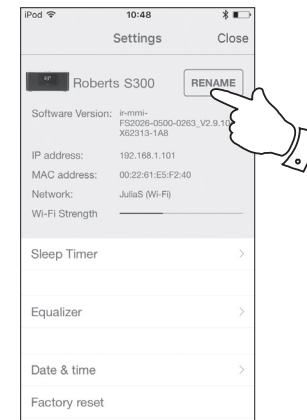 iPod 10:48
Settings Close
Roberts S300 RENAME
Software Version: ir-mmi-
FS2026-0500-0263_V2.9.10
X62313-1A8
IP address: 192.168.1.101
MAC address: 00:22:61:E5:F2:40
Network: JuliaS (Wi-Fi)
Wi-Fi Strength
Sleep Timer
Equalizer
Date & time
Factory reset